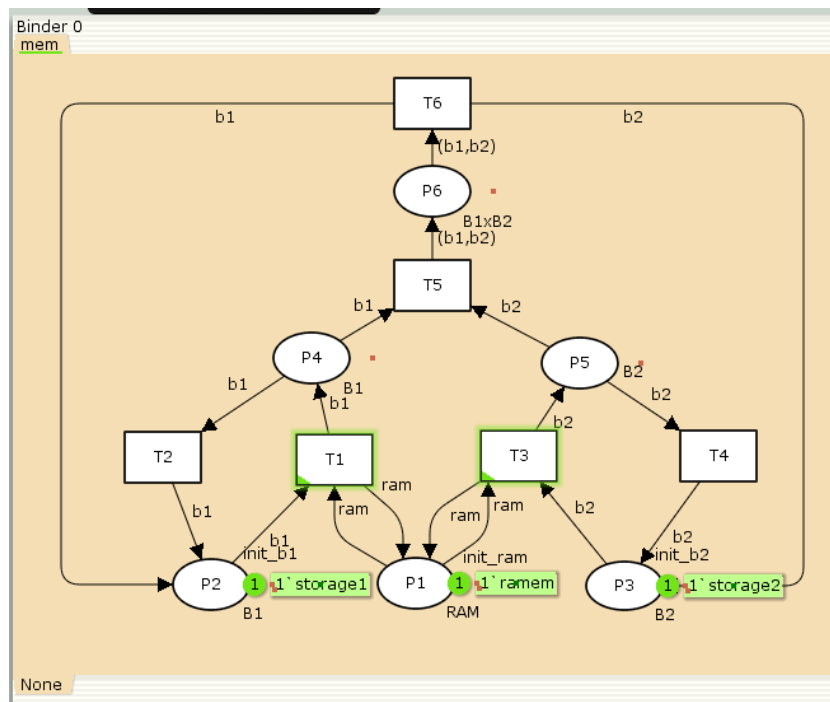 Binder 0
mem
T6
b1
b2
(b1,b2)
P6
B1xB2
(b1,b2)
T5
b1
b2
P4
P5
B1
B2
b1
b1
b2
b2
T2
T1
T3
T4
ram
ram
ram
ram
b1
b1
b2
b2
init_b1
init_ram
init_b2
P2
1
1`storage1
P1
1
1`ramem
P3
1
1`storage2
B1
RAM
B2
None